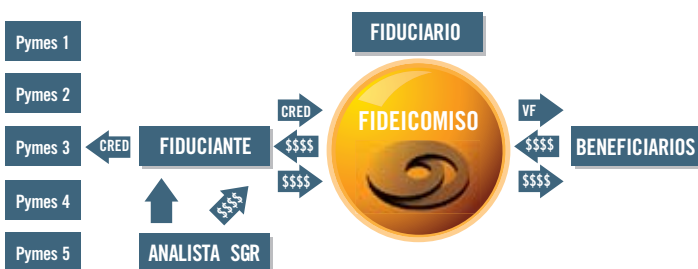 FIDUCIARIO
Pymes 1
Pymes 2
CRED
FIDEICOMISO
VF
Pymes 3
CRED
FIDUCIANTE
$$$$
$$$$
BENEFICIARIOS
$$$$
$$$$
Pymes 4
$$$$
Pymes 5
ANALISTA SGR